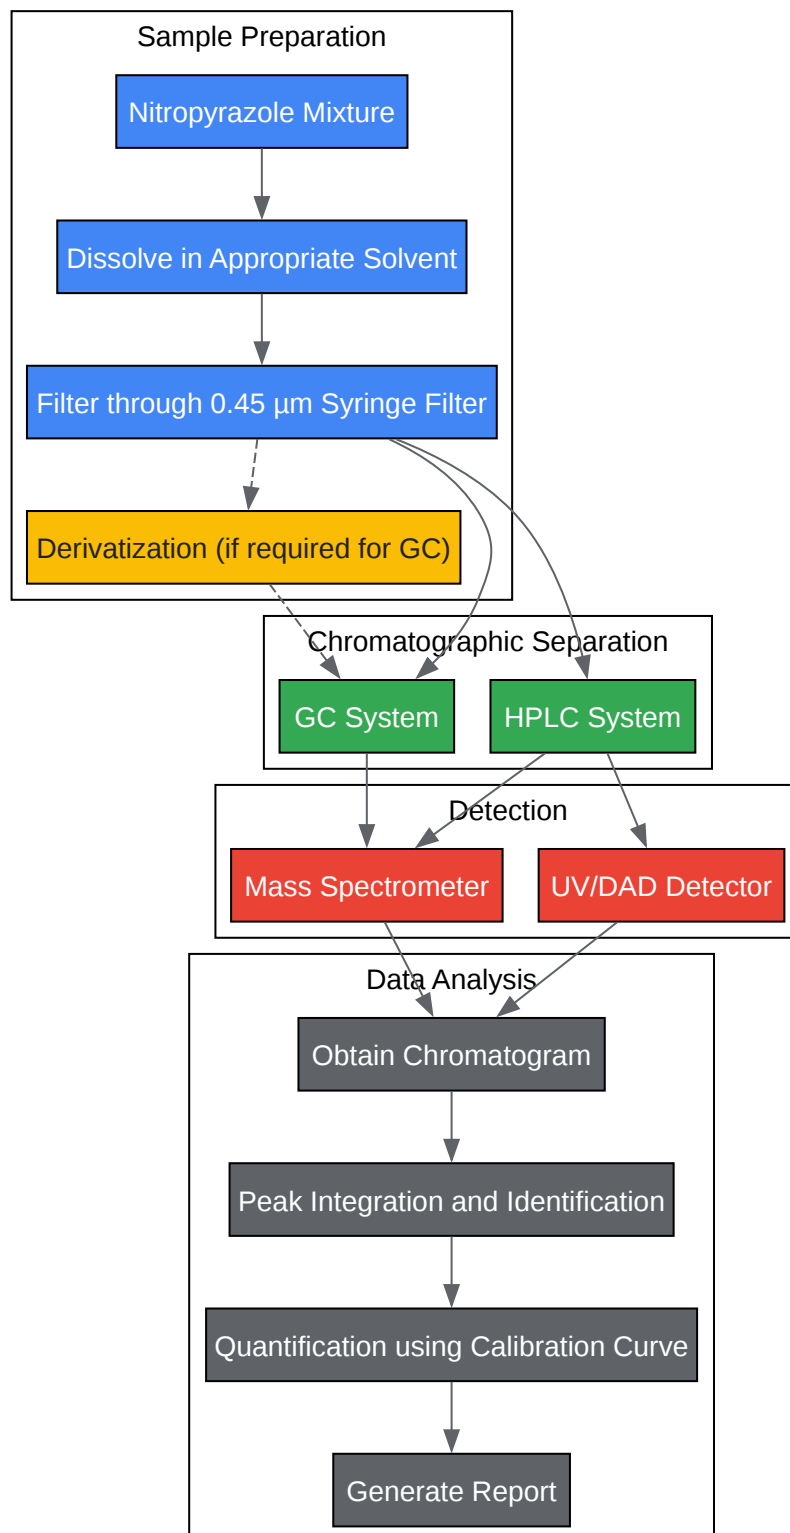 Sample Preparation
Nitropyrazole Mixture
Dissolve in Appropriate Solvent
Filter through 0.45 µm Syringe Filter
Derivatization (if required for GC)
Chromatographic Separation
GC System
HPLC System
Detection
Mass Spectrometer
UV/DAD Detector
Data Analysis
Obtain Chromatogram
Peak Integration and Identification
Quantification using Calibration Curve
Generate Report